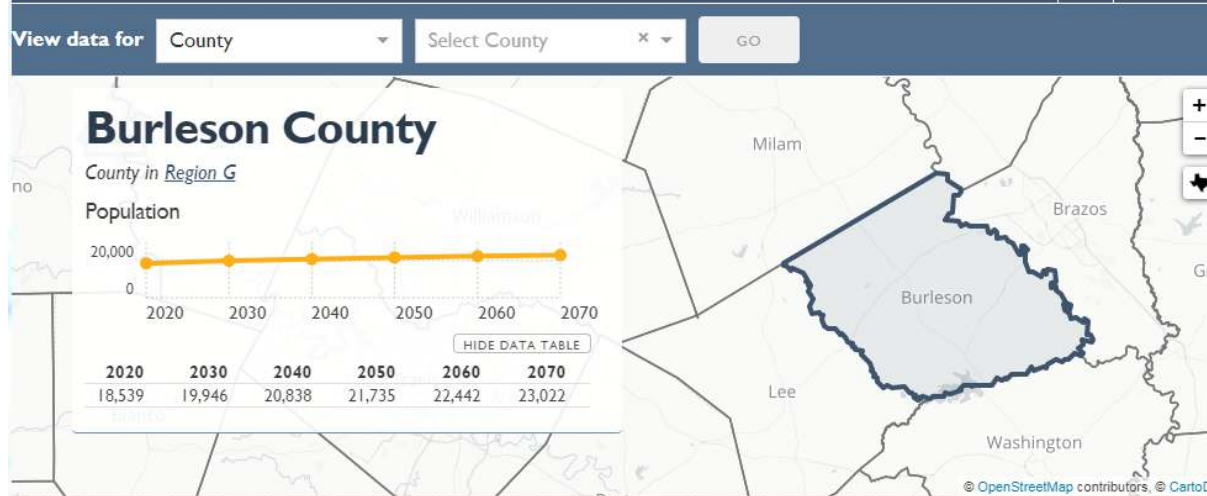 View data for County Select County × GO
Burleson County
County in Region G
Population
20,000
0
2020 2030 2040 2050 2060 2070
HIDE DATA TABLE
2020 2030 2040 2050 2060 2070
18,539 19,946 20,838 21,735 22,442 23,022
Williamson
Milam
Brazos
Burleson
Lee
Washington
+
−
© OpenStreetMap contributors, © CartoD